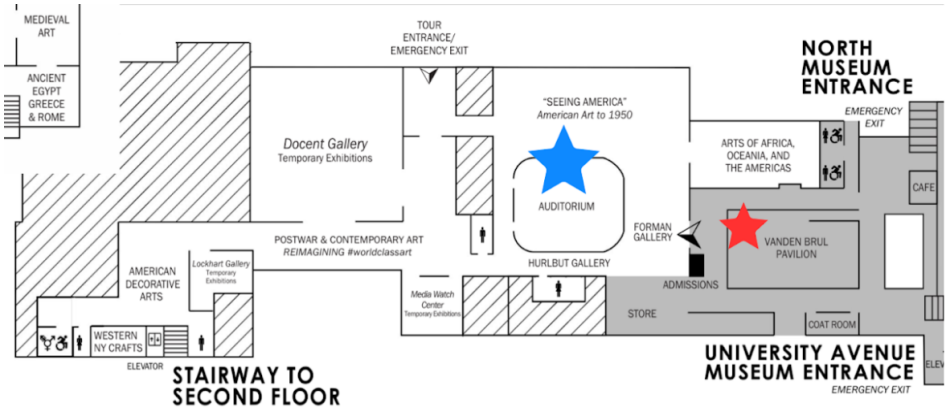 MEDIEVAL
ART
ANCIENT
EGYPT
GREECE
& ROME
TOUR
ENTRANCE/
EMERGENCY EXIT
NORTH
MUSEUM
ENTRANCE
EMERGENCY
EXIT
"SEEING AMERICA"
American Art to 1950
Docent Gallery
Temporary Exhibitions
ARTS OF AFRICA,
OCEANIA, AND
THE AMERICAS
CAFE
AUDITORIUM
FORMAN
GALLERY
VANDEN BRUL
PAVILION
POSTWAR & CONTEMPORARY ART
REIMAGINING #worldclassart
HURLBUT GALLERY
ADMISSIONS
AMERICAN
DECORATIVE
ARTS
Lockhart Gallery
Temporary
Exhibitions
Media Watch
Center
Temporary Exhibitions
STORE
COAT ROOM
WESTERN
NY CRAFTS
ELEVATOR
STAIRWAY TO
SECOND FLOOR
UNIVERSITY AVENUE
MUSEUM ENTRANCE
EMERGENCY EXIT
ELEV